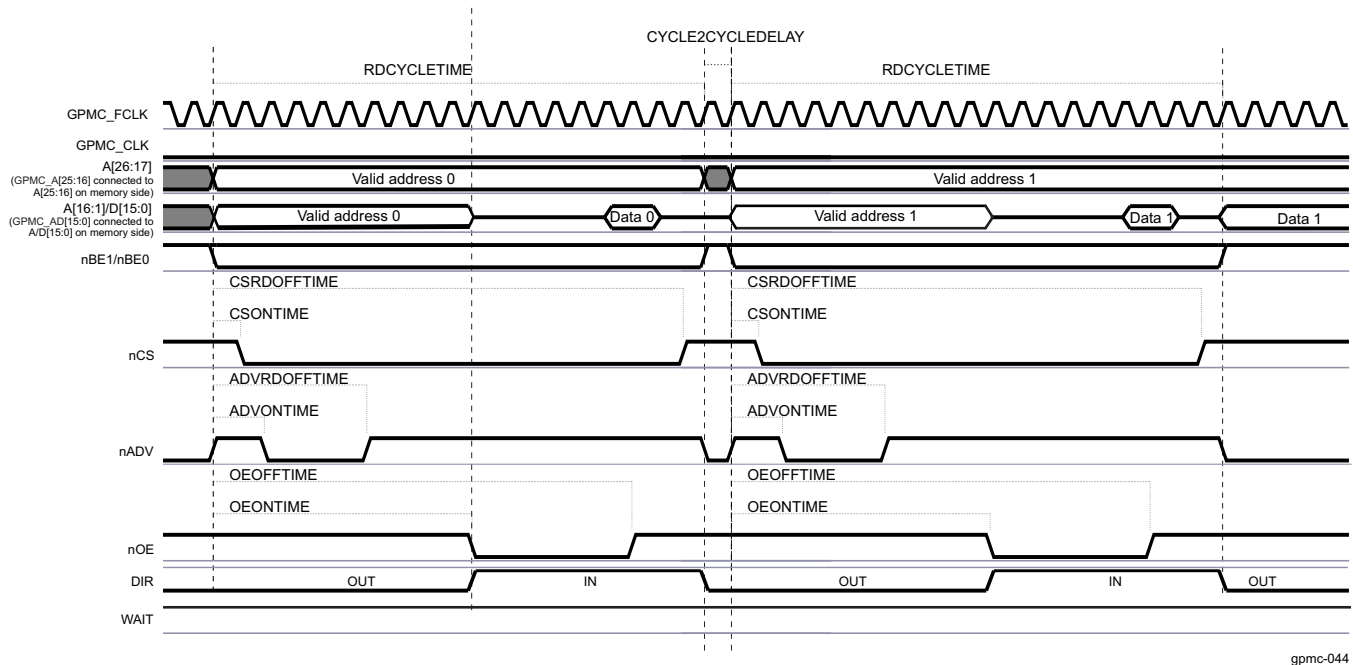 CYCLE2CYCLEDELAY
RDCYCLETIME RDCYCLETIME
GPMC_FCLK
GPMC_CLK
A[26:17]
(GPMC_A[25:16] connected to
A[25:16] on memory side)
Valid address 0 Valid address 1
A[16:1]/D[15:0]
(GPMC_AD[15:0] connected to
A/D[15:0] on memory side)
Valid address 0 Data 0 Valid address 1 Data 1 Data 1
nBE1/nBE0
CSRDOFFTIME CSRDOFFTIME
CSONTIME CSONTIME
nCS
ADVRDOFFTIME ADVRDOFFTIME
ADVONTIME ADVONTIME
nADV
OEOFFTIME OEOFFTIME
OEONTIME OEONTIME
nOE
DIR OUT IN OUT IN OUT
WAIT
gpmc-044